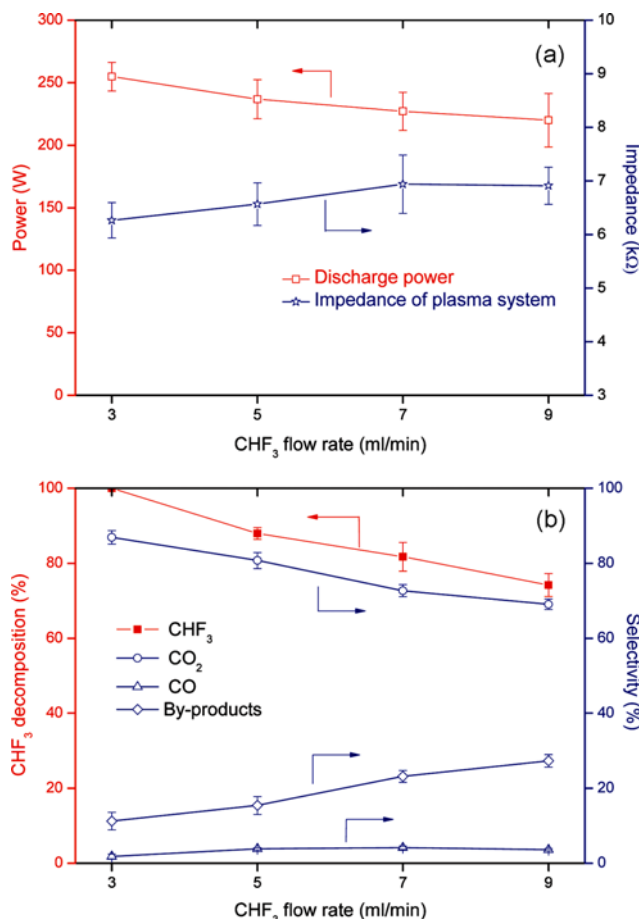 (a)
Power (W)
300
250
200
150
100
50
0
10
9
8
7
6
5
4
3
Impedance (kΩ)
Discharge power
Impedance of plasma system
3 5 7 9
CHF₃ flow rate (ml/min)
(b)
CHF₃ decomposition (%)
100
80
60
40
20
0
100
80
60
40
20
0
Selectivity (%)
CHF₃
CO₂
CO
By-products
3 5 7 9
CHF₃ flow rate (ml/min)